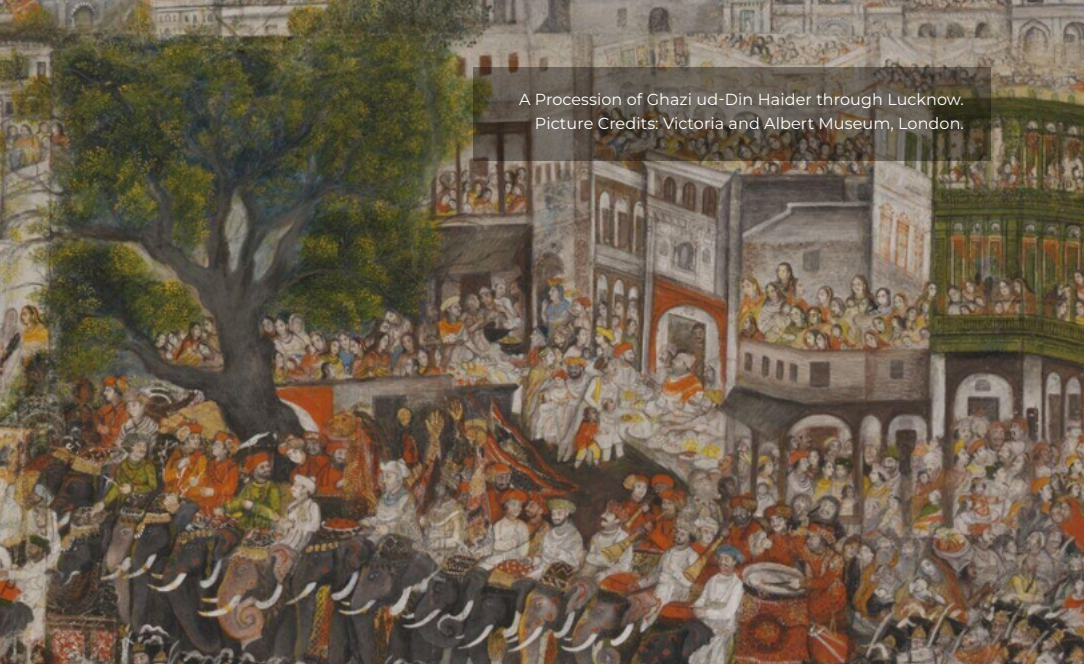 A Procession of Ghazi ud-Din Haider through Lucknow.
Picture Credits: Victoria and Albert Museum, London.